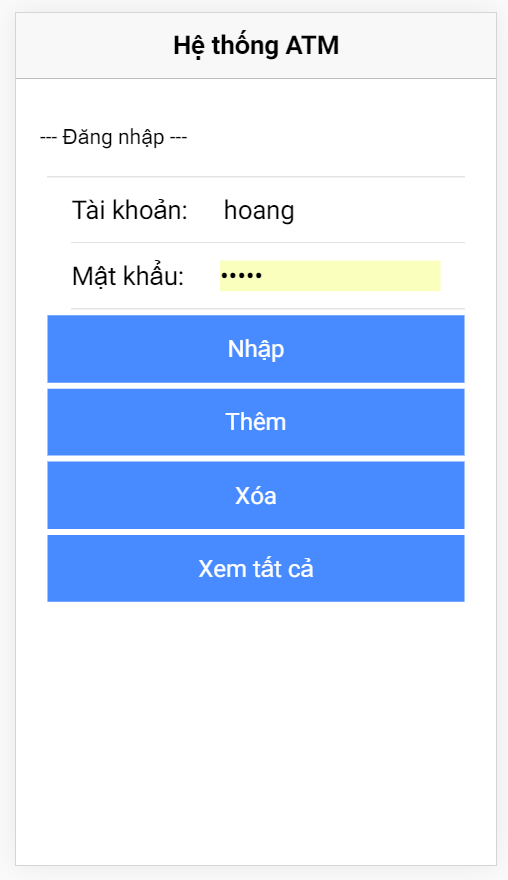 Hệ thống ATM
--- Đăng nhập ---
Tài khoản: hoang
Mật khẩu: •••••
Nhập
Thêm
Xóa
Xem tất cả